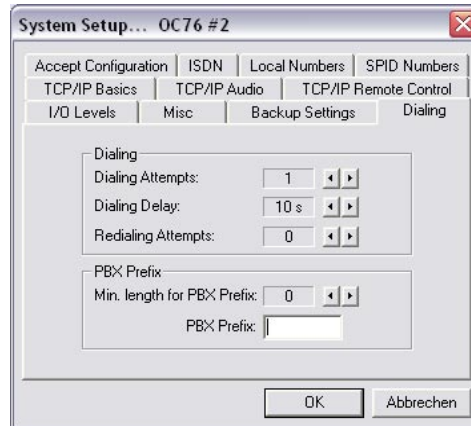 System Setup... OC76 #2
Accept Configuration ISDN Local Numbers SPID Numbers
TCP/IP Basics TCP/IP Audio TCP/IP Remote Control
I/O Levels Misc Backup Settings Dialing
Dialing
Dialing Attempts: 1
Dialing Delay: 10 s
Redialing Attempts: 0
PBX Prefix
Min. length for PBX Prefix: 0
PBX Prefix:
OK Abbrechen